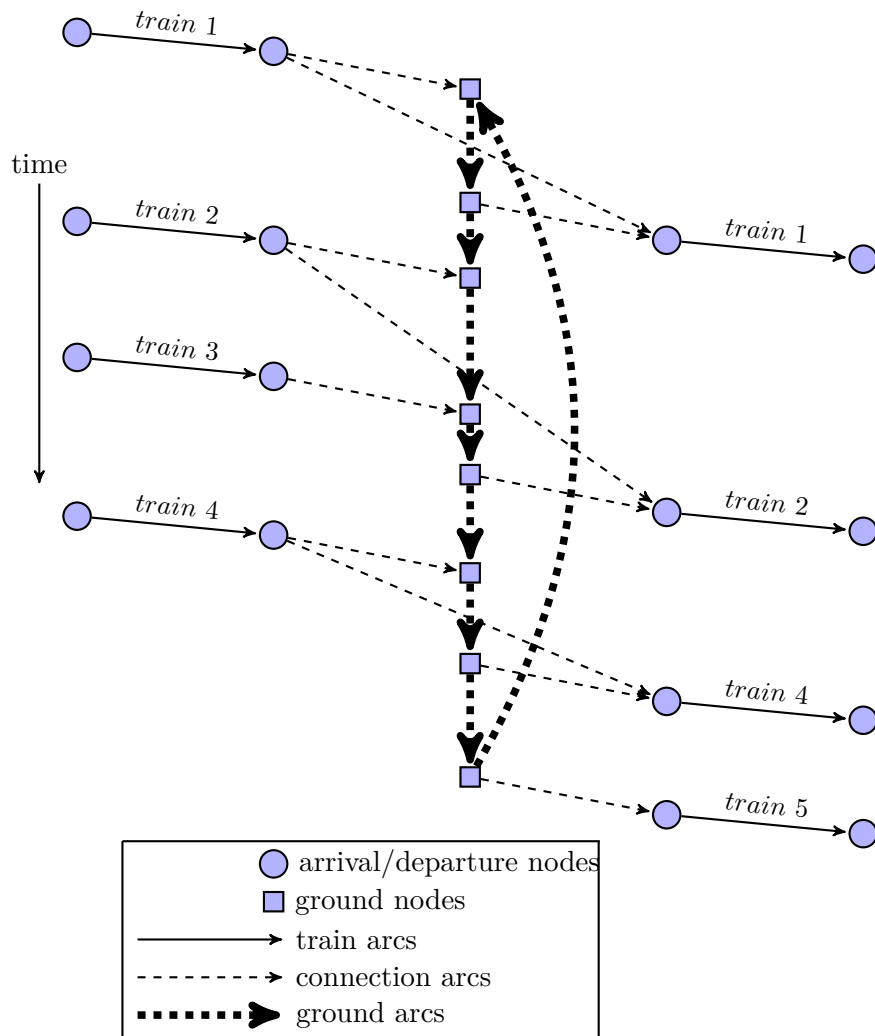 train 1
time
train 2
train 1
train 3
train 4
train 2
train 4
train 5
arrival/departure nodes
ground nodes
train arcs
connection arcs
ground arcs